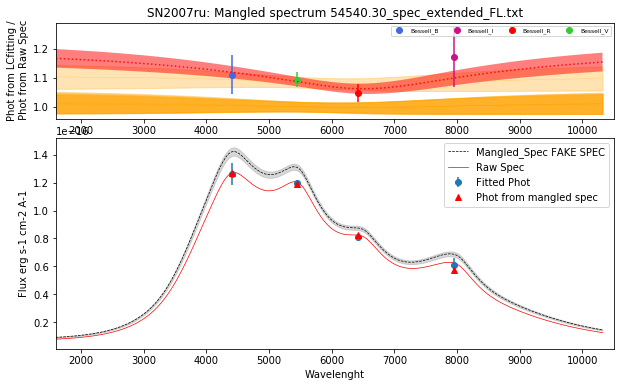 SN2007ru: Mangled spectrum 54540.30_spec_extended_FL.txt
Phot from LCfitting /
Phot from Raw Spec
Bessell_B
Bessell_I
Bessell_R
Bessell_V
1.2
1.1
1.0
2000 3000 4000 5000 6000 7000 8000 9000 10000
Flux erg s-1 cm-2 A-1
Mangled_Spec FAKE SPEC
Raw Spec
Fitted Phot
Phot from mangled spec
1.4
1.2
1.0
0.8
0.6
0.4
0.2
2000 3000 4000 5000 6000 7000 8000 9000 10000
Wavelenght